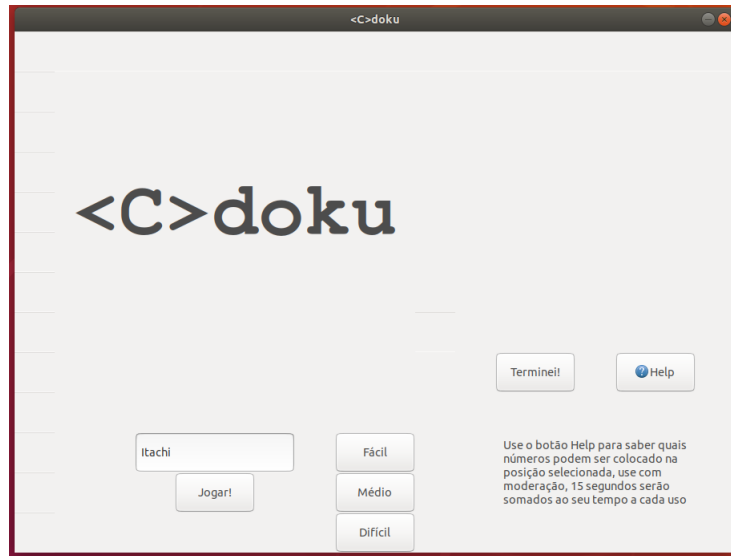 <C>doku
<C>doku
Terminei!
Help
Itachi
Jogar!
Fácil
Médio
Difícil
Use o botão Help para saber quais
números podem ser colocado na
posição selecionada, use com
moderação, 15 segundos serão
somados ao seu tempo a cada uso